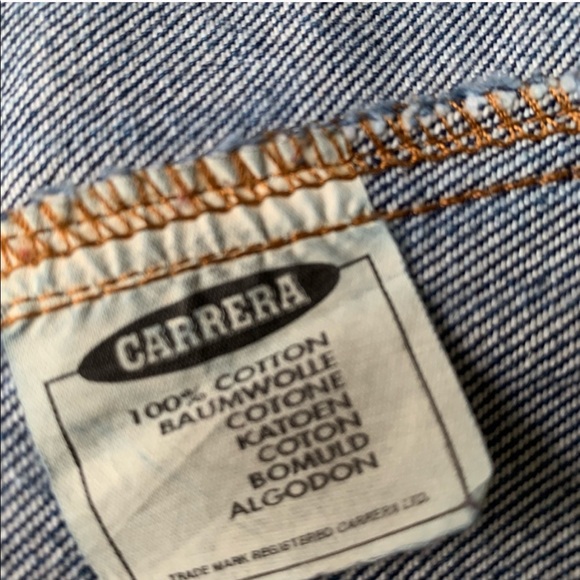 CARRERA
100% COTTON
BAUMWOLLE
COTONE
KATOEN
COTON
BOMULD
ALGODON
TRADE MARK REGISTERED CARRERA LTD.